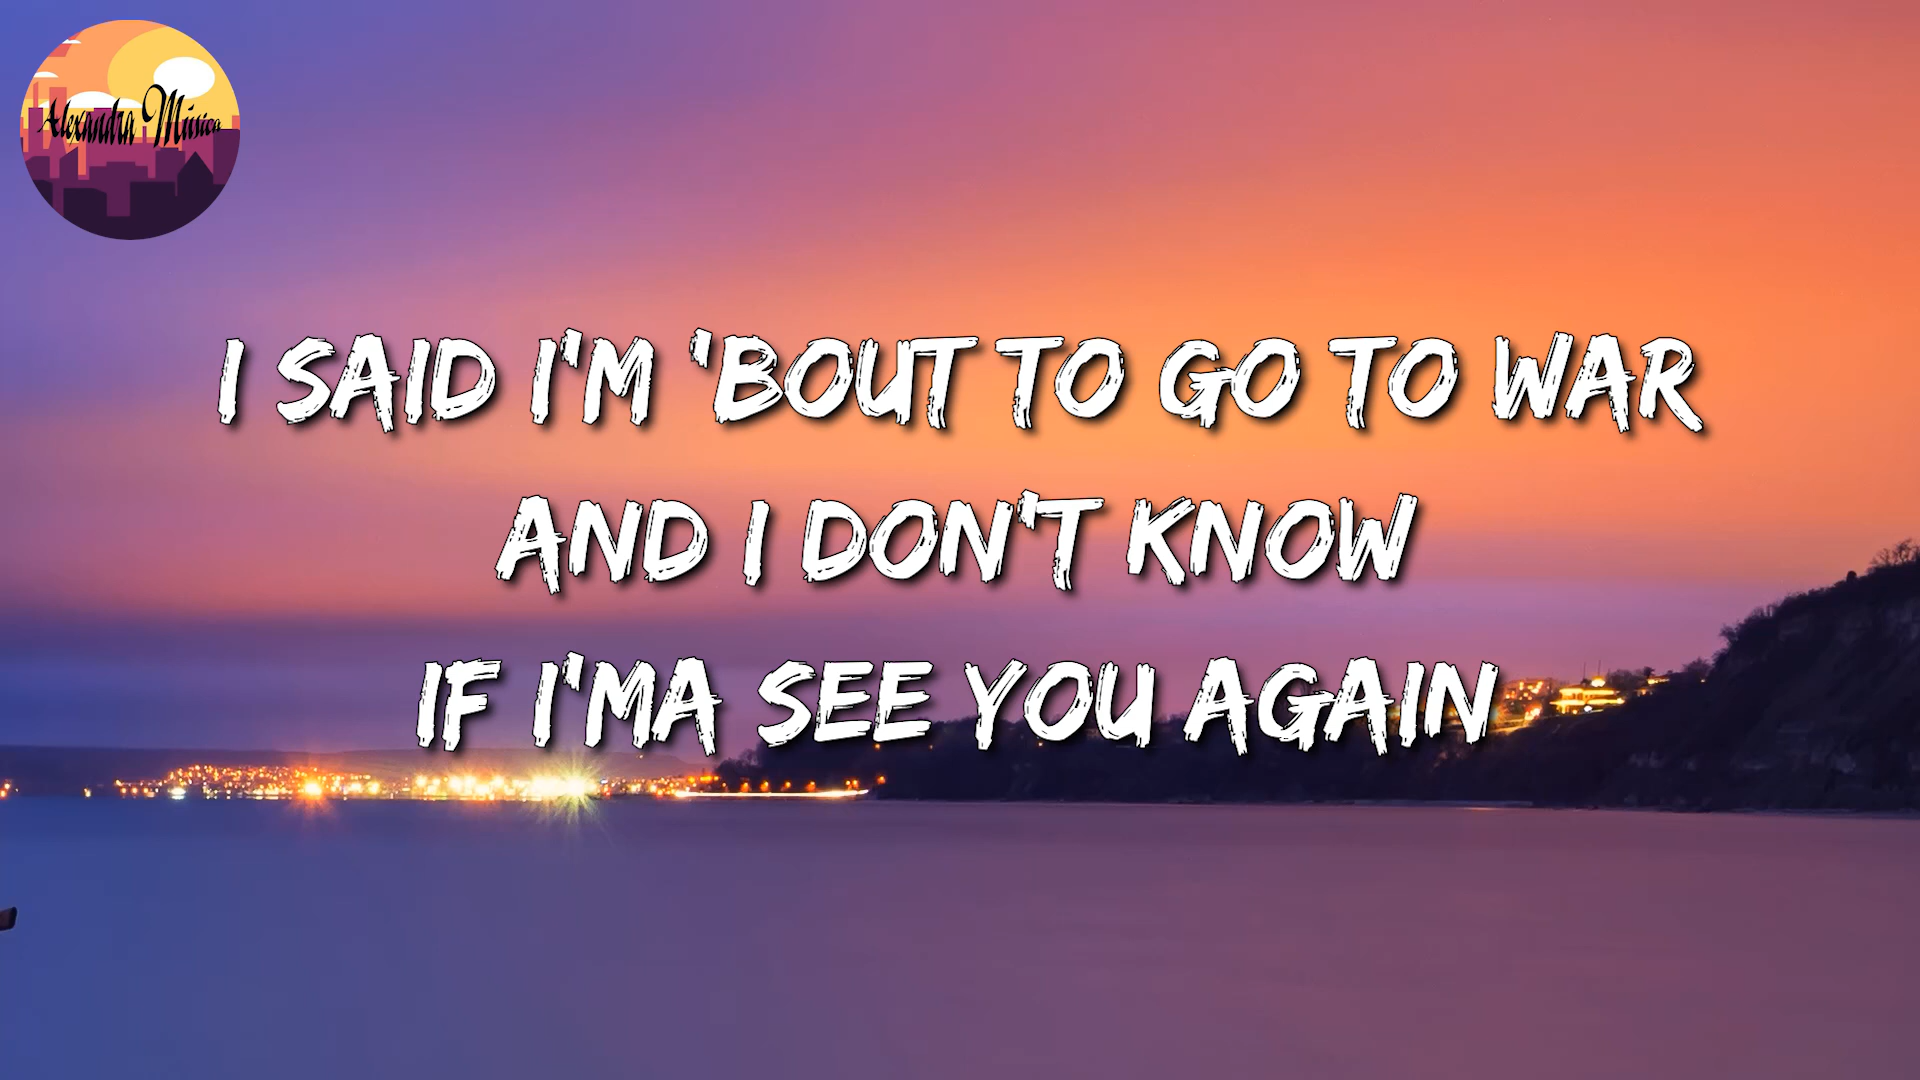 Alexandra Música
I SAID I'M 'BOUT TO GO TO WAR
AND I DON'T KNOW
IF I'MA SEE YOU AGAIN